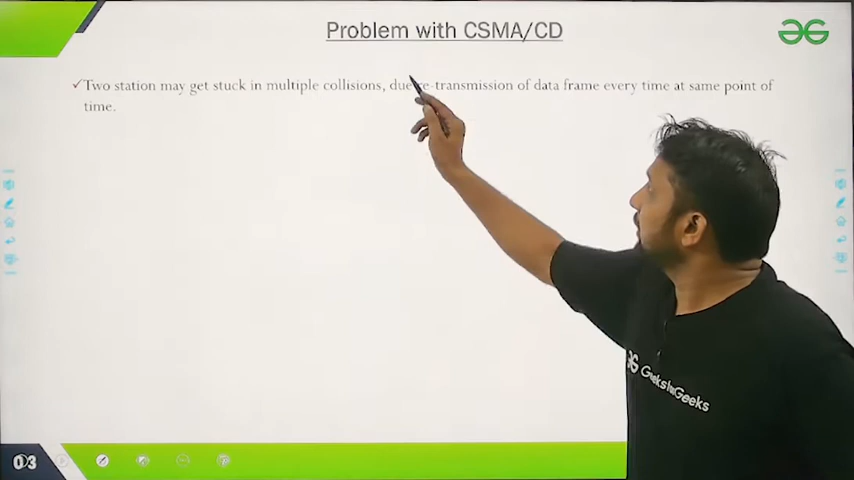 Problem with CSMA/CD
✓Two station may get stuck in multiple collisions, due re-transmission of data frame every time at same point of
time.
GeeksforGeeks
03